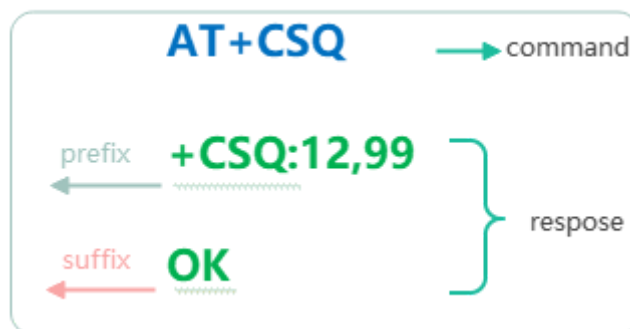 AT+CSQ command
prefix +CSQ:12,99
respose
suffix OK